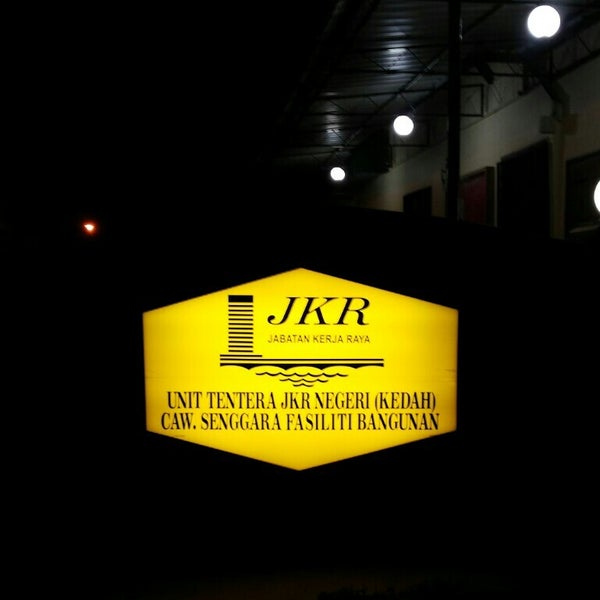 JKR
JABATAN KERJA RAYA
UNIT TENTERA JKR NEGERI (KEDAH)
CAW. SENGGARA FASILITI BANGUNAN